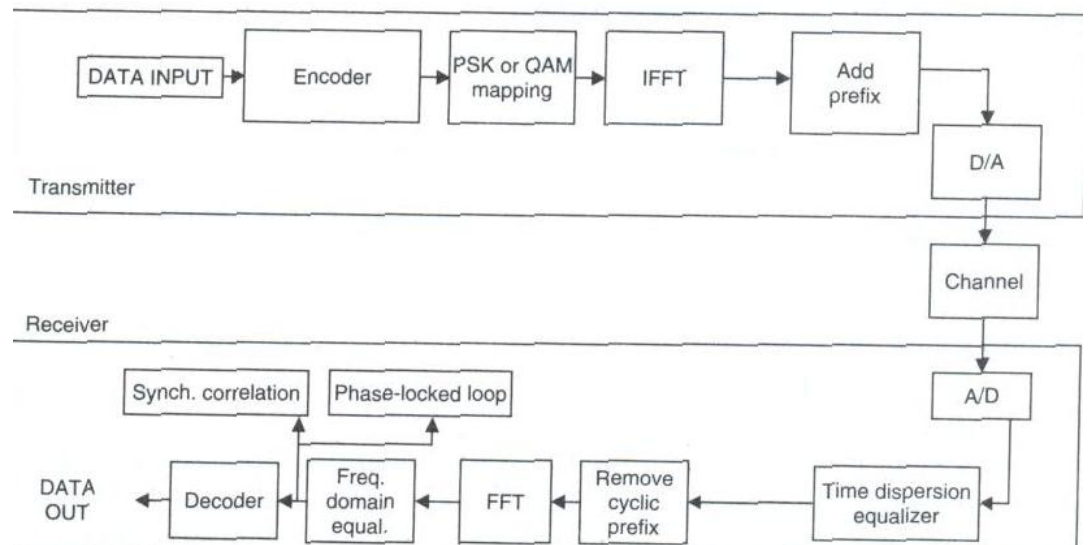 DATA INPUT
Encoder
PSK or QAM
mapping
IFFT
Add
prefix
D/A
Transmitter
Channel
Receiver
Synch. correlation
Phase-locked loop
A/D
DATA
OUT
Decoder
Freq.
domain
equal.
FFT
Remove
cyclic
prefix
Time dispersion
equalizer